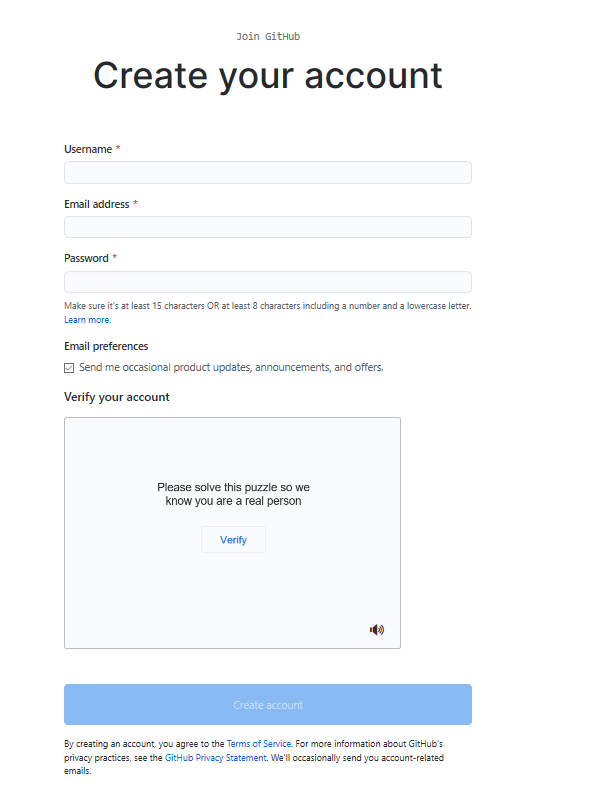 Join GitHub
Create your account
Username *
Email address *
Password *
Make sure it's at least 15 characters OR at least 8 characters including a number and a lowercase letter.
Learn more.
Email preferences
Send me occasional product updates, announcements, and offers.
Verify your account
Please solve this puzzle so we
know you are a real person
Verify
Create account
By creating an account, you agree to the Terms of Service. For more information about GitHub's
privacy practices, see the GitHub Privacy Statement. We'll occasionally send you account-related
emails.